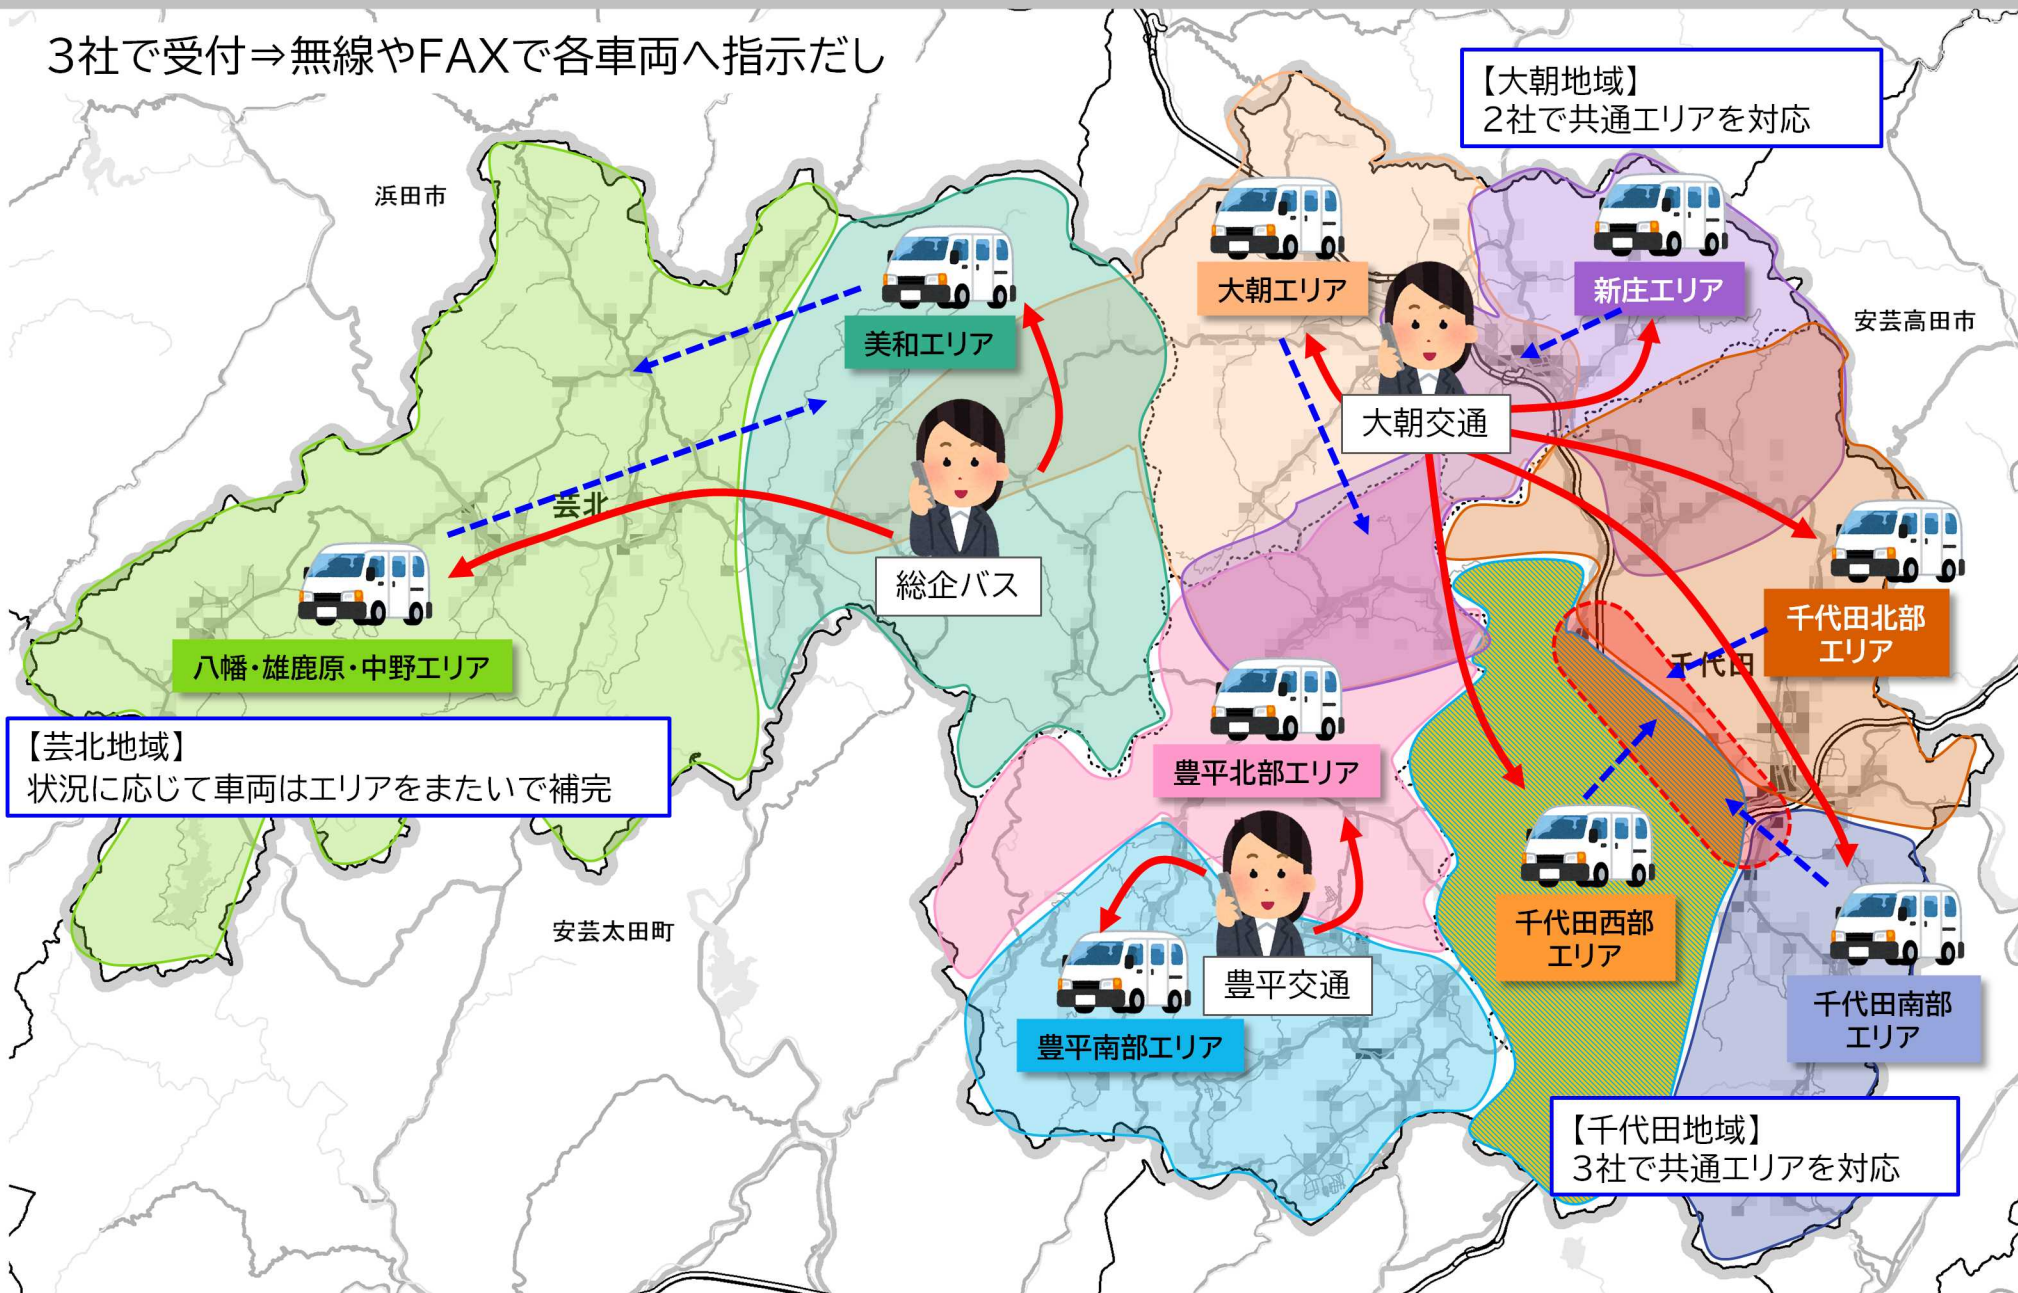 3社で受付⇒無線やFAXで各車両へ指示だし
【大朝地域】
2社で共通エリアを対応
浜田市
安芸高田市
大朝エリア
新庄エリア
美和エリア
大朝交通
芸北
総企バス
八幡・雄鹿原・中野エリア
千代田北部
エリア
千代田
【芸北地域】
状況に応じて車両はエリアをまたいで補完
豊平北部エリア
安芸太田町
千代田西部
エリア
豊平交通
豊平南部エリア
千代田南部
エリア
【千代田地域】
3社で共通エリアを対応